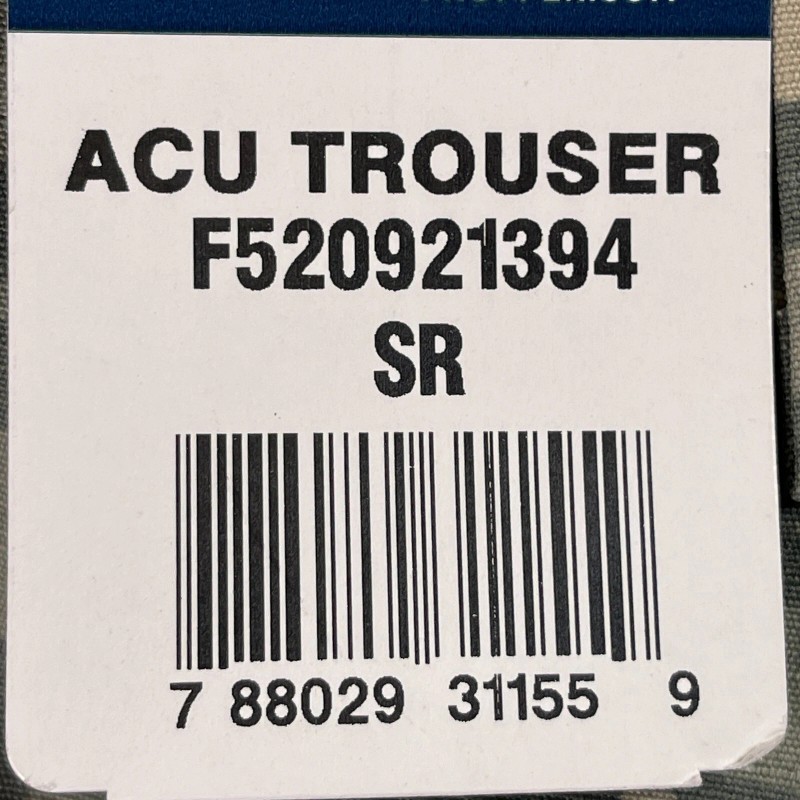 ACU TROUSER
F520921394
SR
7 88029 31155 9